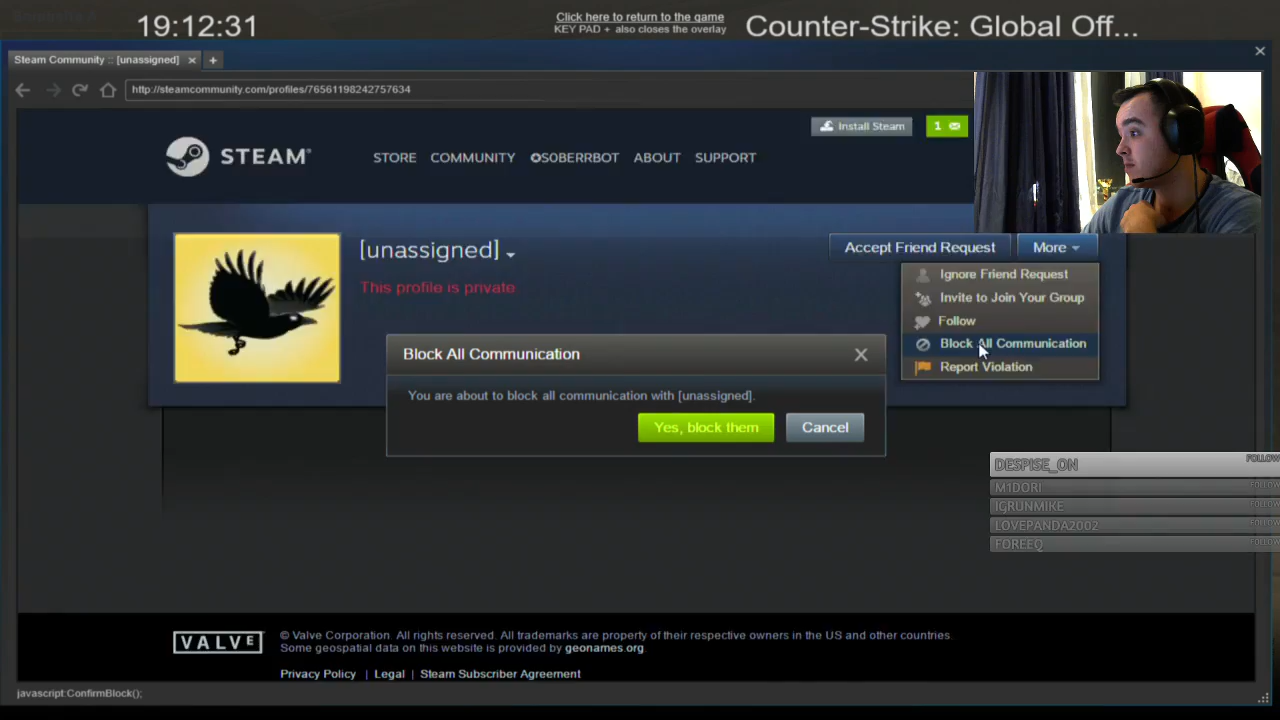 19:12:31
Click here to return to the game
KEY PAD + also closes the overlay
Counter-Strike: Global Off...
Steam Community :: [unassigned] × +
http://steamcommunity.com/profiles/76561198242757634
Install Steam
1
STEAM®
STORE COMMUNITY ✪S0BERRBOT ABOUT SUPPORT
[unassigned]
Accept Friend Request
More
This profile is private
Ignore Friend Request
Invite to Join Your Group
Follow
Block All Communication
Report Violation
Block All Communication
You are about to block all communication with [unassigned].
Yes, block them
Cancel
DESPISE_ON FOLLOW
M1DORI FOLLOW
IGRUNMIKE FOLLOW
LOVEPANDA2002 FOLLOW
FOREEQ FOLLOW
VALVE
© Valve Corporation. All rights reserved. All trademarks are property of their respective owners in the US and other countries.
Some geospatial data on this website is provided by geonames.org.
Privacy Policy | Legal | Steam Subscriber Agreement
javascript:ConfirmBlock();